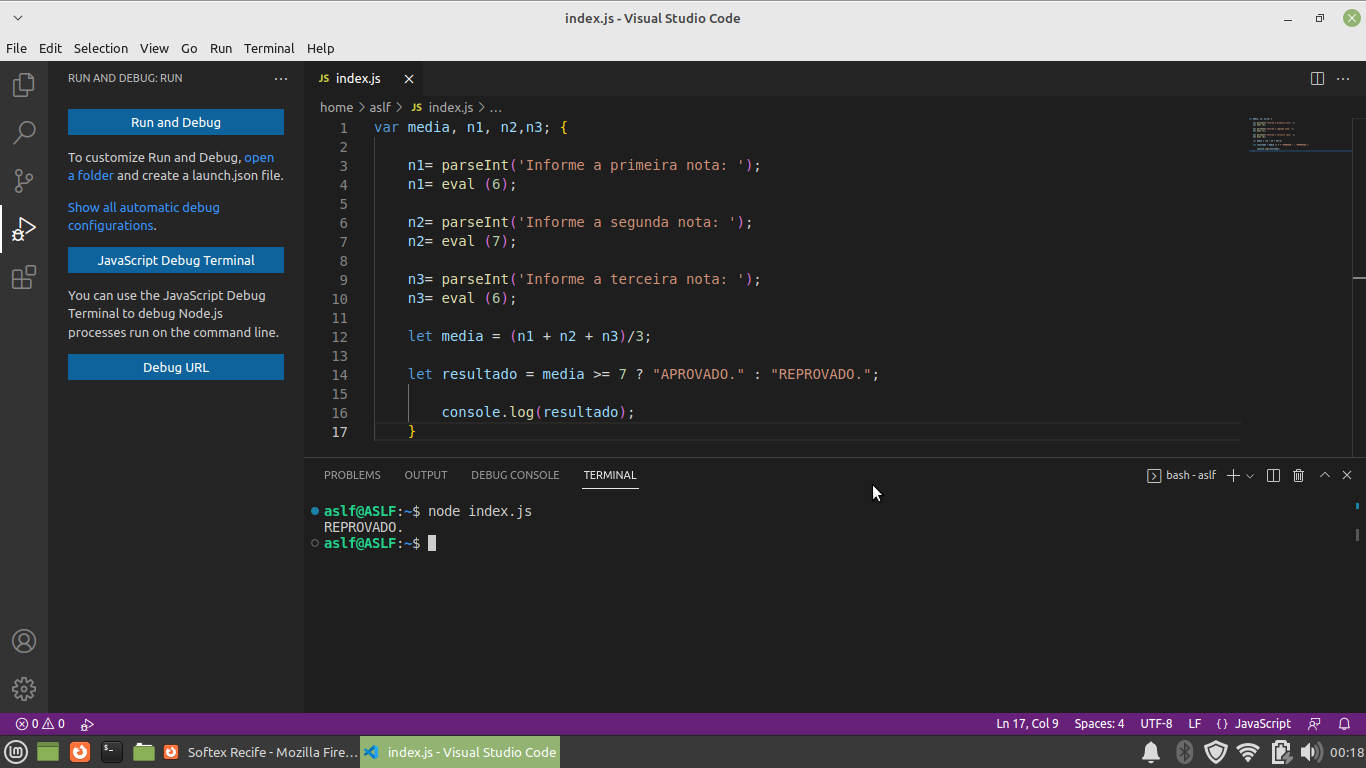 index.js - Visual Studio Code
File Edit Selection View Go Run Terminal Help
RUN AND DEBUG: RUN
Run and Debug
To customize Run and Debug, open
a folder and create a launch.json file.
Show all automatic debug
configurations.
JavaScript Debug Terminal
You can use the JavaScript Debug
Terminal to debug Node.js
processes run on the command line.
Debug URL
JS index.js
home > aslf > JS index.js > ...
1 var media, n1, n2,n3; {
2
3 n1= parseInt('Informe a primeira nota: ');
4 n1= eval (6);
5
6 n2= parseInt('Informe a segunda nota: ');
7 n2= eval (7);
8
9 n3= parseInt('Informe a terceira nota: ');
10 n3= eval (6);
11
12 let media = (n1 + n2 + n3)/3;
13
14 let resultado = media >= 7 ? "APROVADO." : "REPROVADO.";
15
16 console.log(resultado);
17 }
PROBLEMS OUTPUT DEBUG CONSOLE TERMINAL
bash - aslf
aslf@ASLF:~$ node index.js
REPROVADO.
aslf@ASLF:~$
0 0
Ln 17, Col 9 Spaces: 4 UTF-8 LF {} JavaScript
Softex Recife - Mozilla Fire...
index.js - Visual Studio Code
00:18